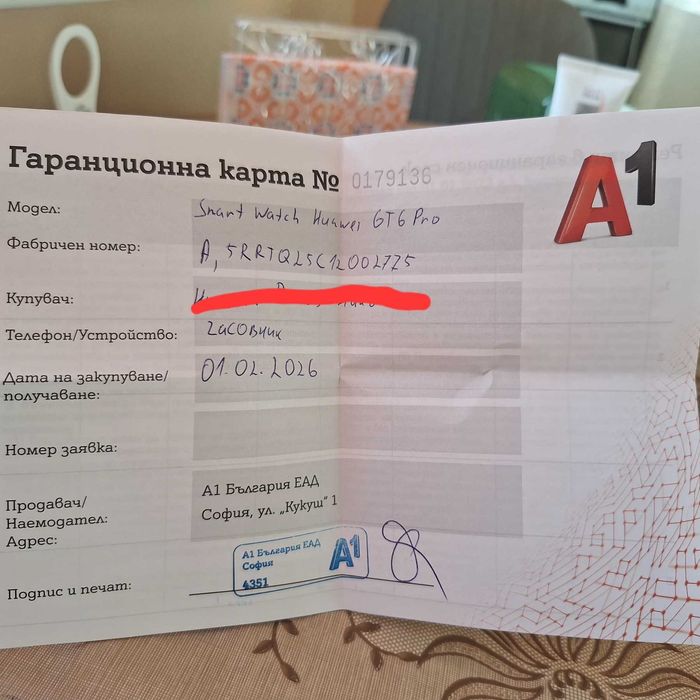 Гаранционна карта № 0179136
A1
Модел: Smart Watch Huawei GT6 Pro
Фабричен номер: A, 5RRTQ25C12002775
Купувач:
Телефон/Устройство: часовник
Дата на закупуване/ 01.02.2026
получаване:
Номер заявка:
Продавач/ А1 България ЕАД
Наемодател: София, ул. „Кукуш“ 1
Адрес:
А1 България ЕАД A1
София
4351
Подпис и печат: